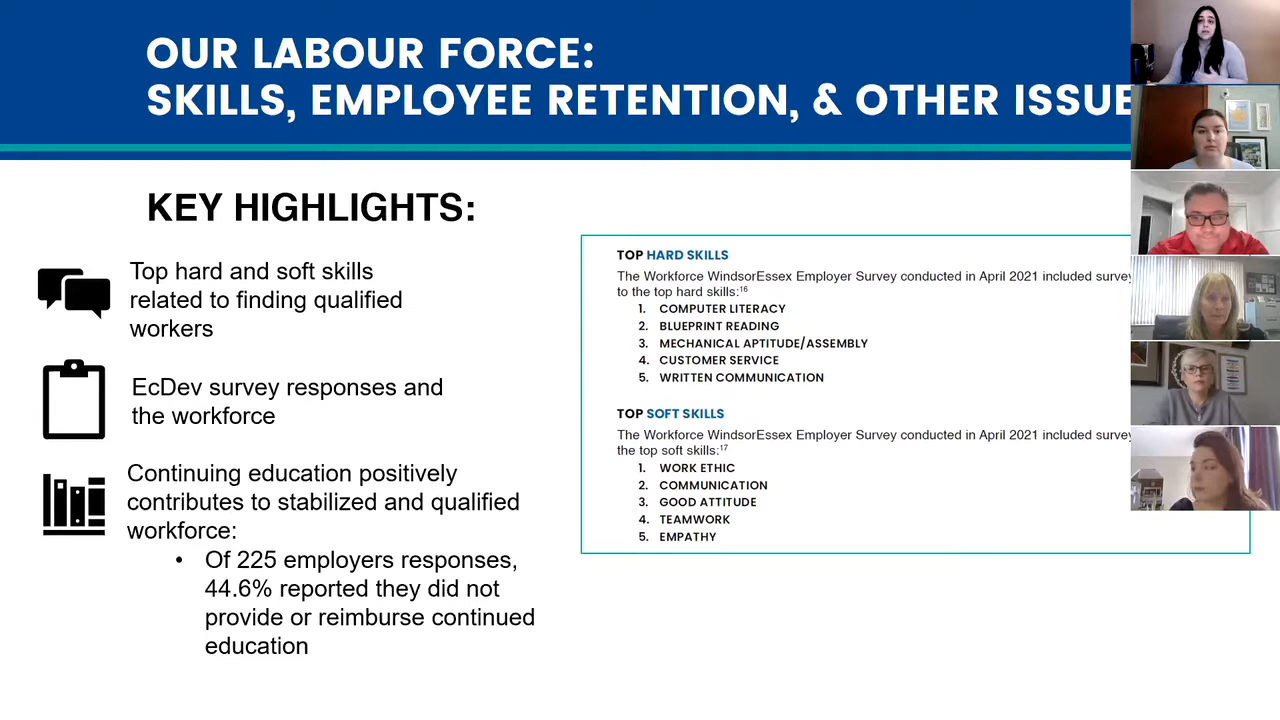 OUR LABOUR FORCE:
SKILLS, EMPLOYEE RETENTION, & OTHER ISSUE
KEY HIGHLIGHTS:
Top hard and soft skills
related to finding qualified
workers
EcDev survey responses and
the workforce
Continuing education positively
contributes to stabilized and qualified
workforce:
• Of 225 employers responses,
44.6% reported they did not
provide or reimburse continued
education
TOP HARD SKILLS
The Workforce WindsorEssex Employer Survey conducted in April 2021 included survey
to the top hard skills:16
1. COMPUTER LITERACY
2. BLUEPRINT READING
3. MECHANICAL APTITUDE/ASSEMBLY
4. CUSTOMER SERVICE
5. WRITTEN COMMUNICATION
TOP SOFT SKILLS
The Workforce WindsorEssex Employer Survey conducted in April 2021 included survey
the top soft skills:17
1. WORK ETHIC
2. COMMUNICATION
3. GOOD ATTITUDE
4. TEAMWORK
5. EMPATHY